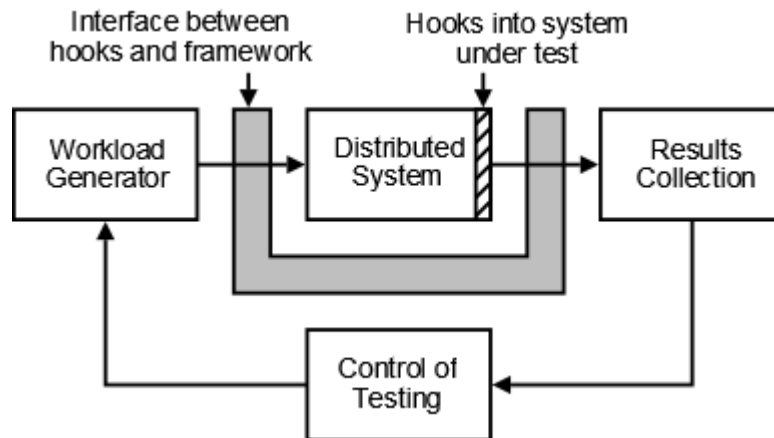 Interface between
hooks and framework
Hooks into system
under test
Workload
Generator
Distributed
System
Results
Collection
Control of
Testing